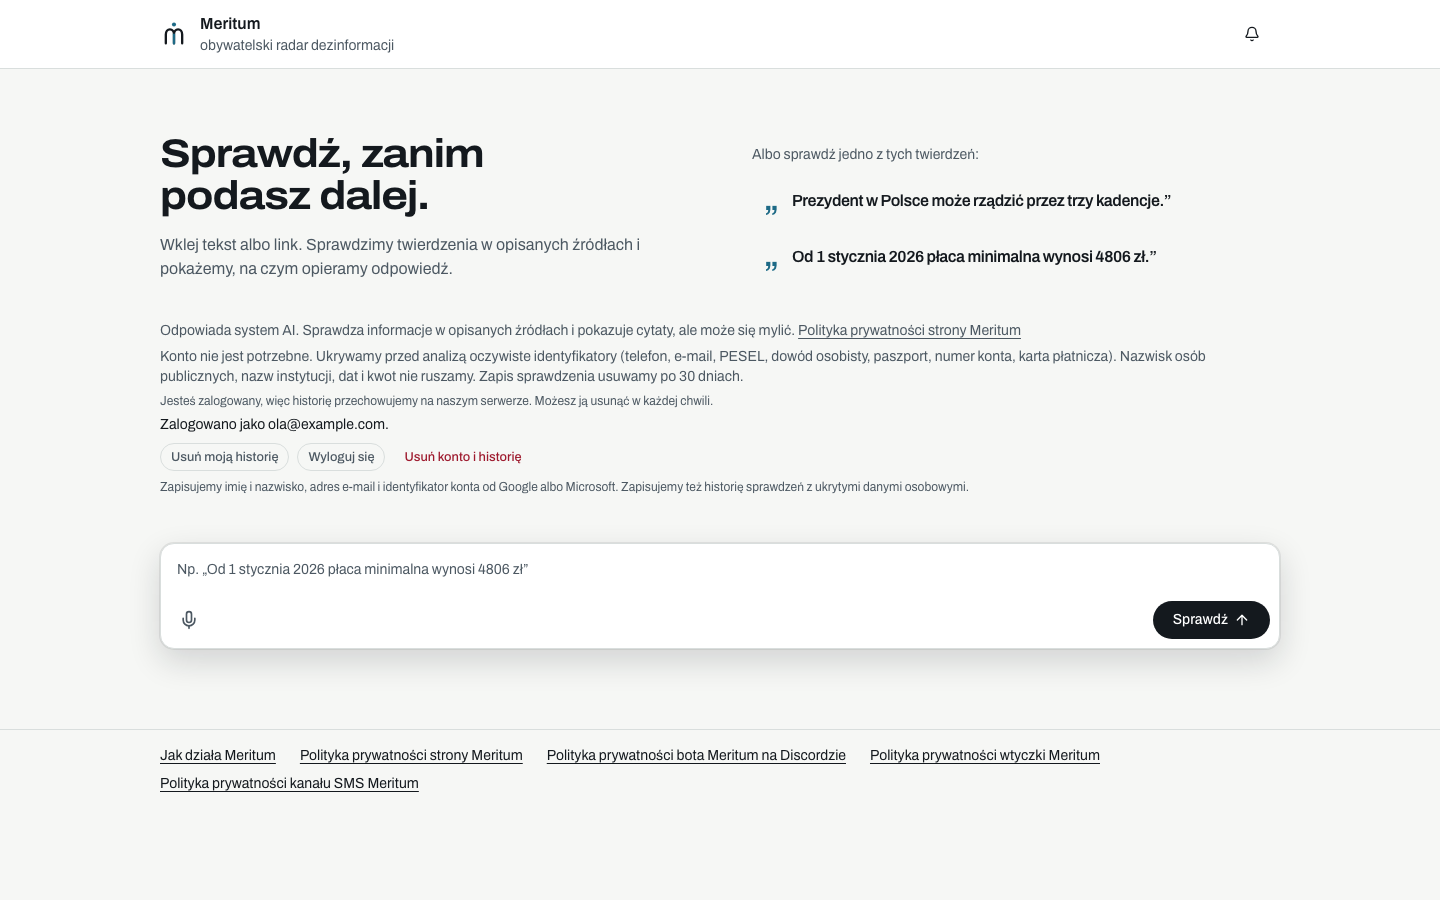 Meritum
obywatelski radar dezinformacji
Sprawdź, zanim
podasz dalej.
Wklej tekst albo link. Sprawdzimy twierdzenia w opisanych źródłach i
pokażemy, na czym opieramy odpowiedź.
Albo sprawdź jedno z tych twierdzeń:
„ Prezydent w Polsce może rządzić przez trzy kadencje.”
„ Od 1 stycznia 2026 płaca minimalna wynosi 4806 zł.”
Odpowiada system AI. Sprawdza informacje w opisanych źródłach i pokazuje cytaty, ale może się mylić. Polityka prywatności strony Meritum
Konto nie jest potrzebne. Ukrywamy przed analizą oczywiste identyfikatory (telefon, e-mail, PESEL, dowód osobisty, paszport, numer konta, karta płatnicza). Nazwisk osób
publicznych, nazw instytucji, dat i kwot nie ruszamy. Zapis sprawdzenia usuwamy po 30 dniach.
Jesteś zalogowany, więc historię przechowujemy na naszym serwerze. Możesz ją usunąć w każdej chwili.
Zalogowano jako ola@example.com.
Usuń moją historię
Wyloguj się
Usuń konto i historię
Zapisujemy imię i nazwisko, adres e-mail i identyfikator konta od Google albo Microsoft. Zapisujemy też historię sprawdzeń z ukrytymi danymi osobowymi.
Np. „Od 1 stycznia 2026 płaca minimalna wynosi 4806 zł”
Sprawdź
Jak działa Meritum
Polityka prywatności strony Meritum
Polityka prywatności bota Meritum na Discordzie
Polityka prywatności wtyczki Meritum
Polityka prywatności kanału SMS Meritum